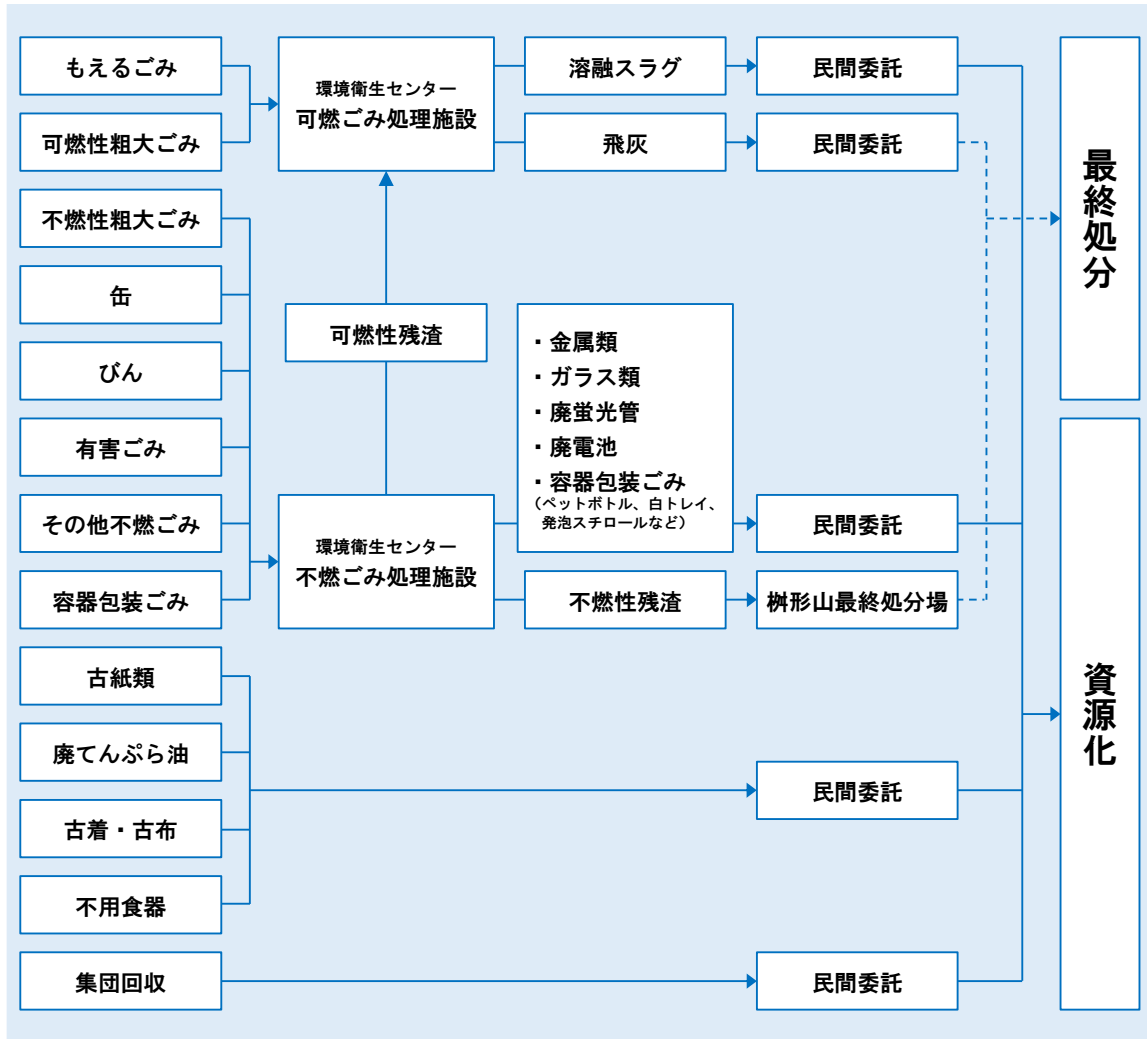 もえるごみ
可燃性粗大ごみ
不燃性粗大ごみ
缶
びん
有害ごみ
その他不燃ごみ
容器包装ごみ
古紙類
廃てんぷら油
古着・古布
不用食器
集団回収
環境衛生センター
可燃ごみ処理施設
可燃性残渣
環境衛生センター
不燃ごみ処理施設
溶融スラグ
飛灰
・金属類
・ガラス類
・廃蛍光管
・廃電池
・容器包装ごみ
（ペットボトル、白トレイ、
発泡スチロールなど）
不燃性残渣
民間委託
民間委託
民間委託
桝形山最終処分場
民間委託
民間委託
最終処分
資源化